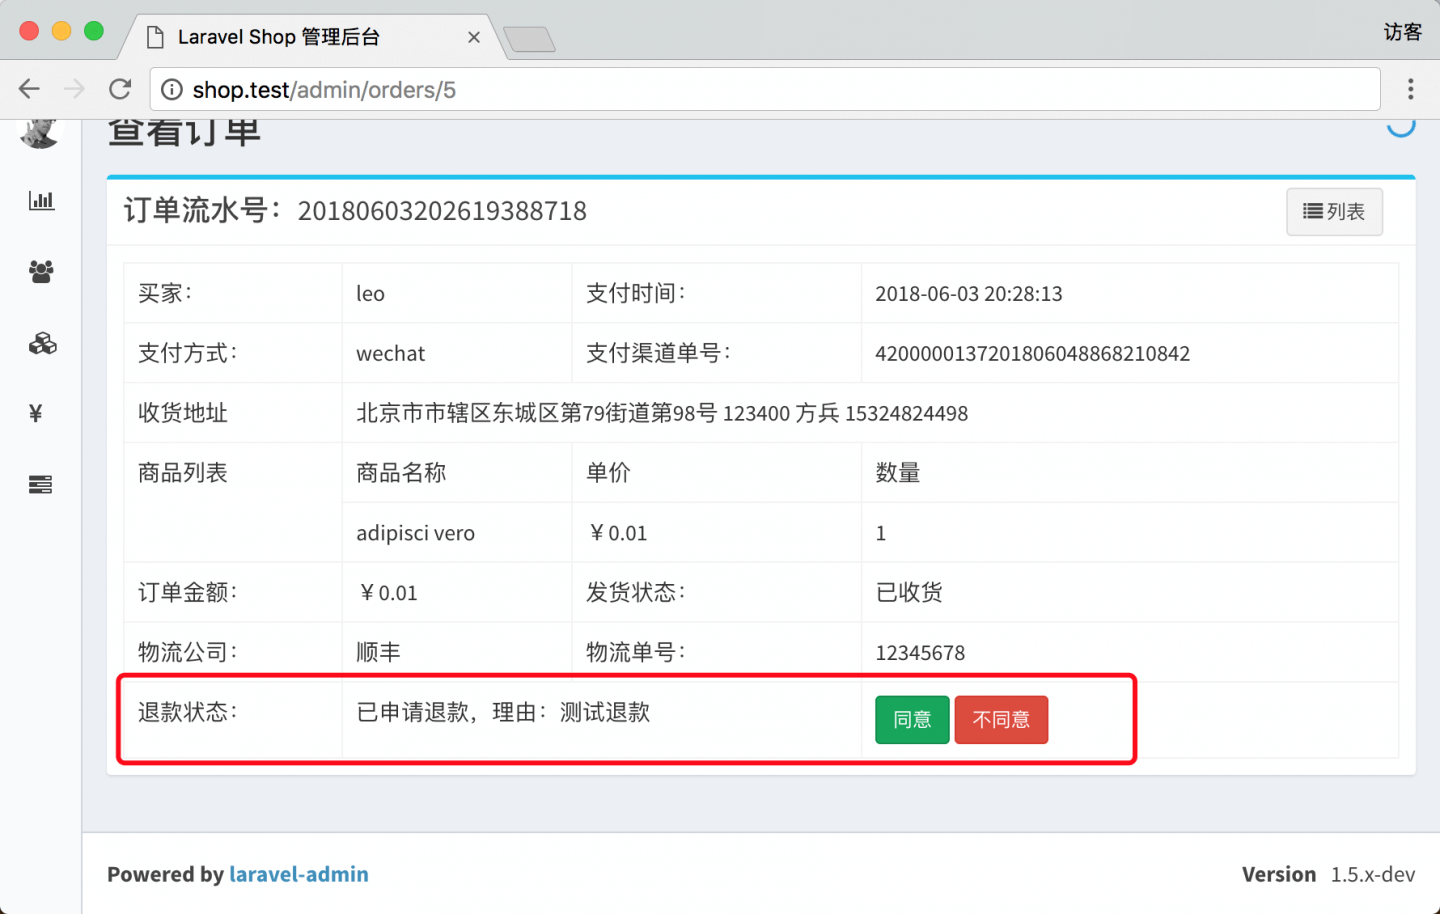 Laravel Shop 管理后台
访客
shop.test/admin/orders/5
查看订单
订单流水号：20180603202619388718
列表
买家： leo 支付时间： 2018-06-03 20:28:13
支付方式： wechat 支付渠道单号： 4200000137201806048868210842
收货地址 北京市市辖区东城区第79街道第98号 123400 方兵 15324824498
商品列表 商品名称 单价 数量
adipisci vero ￥0.01 1
订单金额： ￥0.01 发货状态： 已收货
物流公司： 顺丰 物流单号： 12345678
退款状态： 已申请退款，理由：测试退款 同意 不同意
Powered by laravel-admin Version 1.5.x-dev